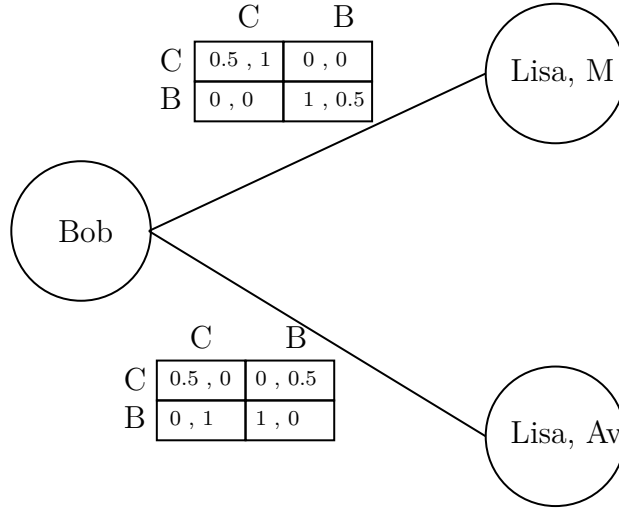 C B
C 0.5 , 1 0 , 0
B 0 , 0 1 , 0.5
Lisa, M
Bob
C B
C 0.5 , 0 0 , 0.5
B 0 , 1 1 , 0
Lisa, Av